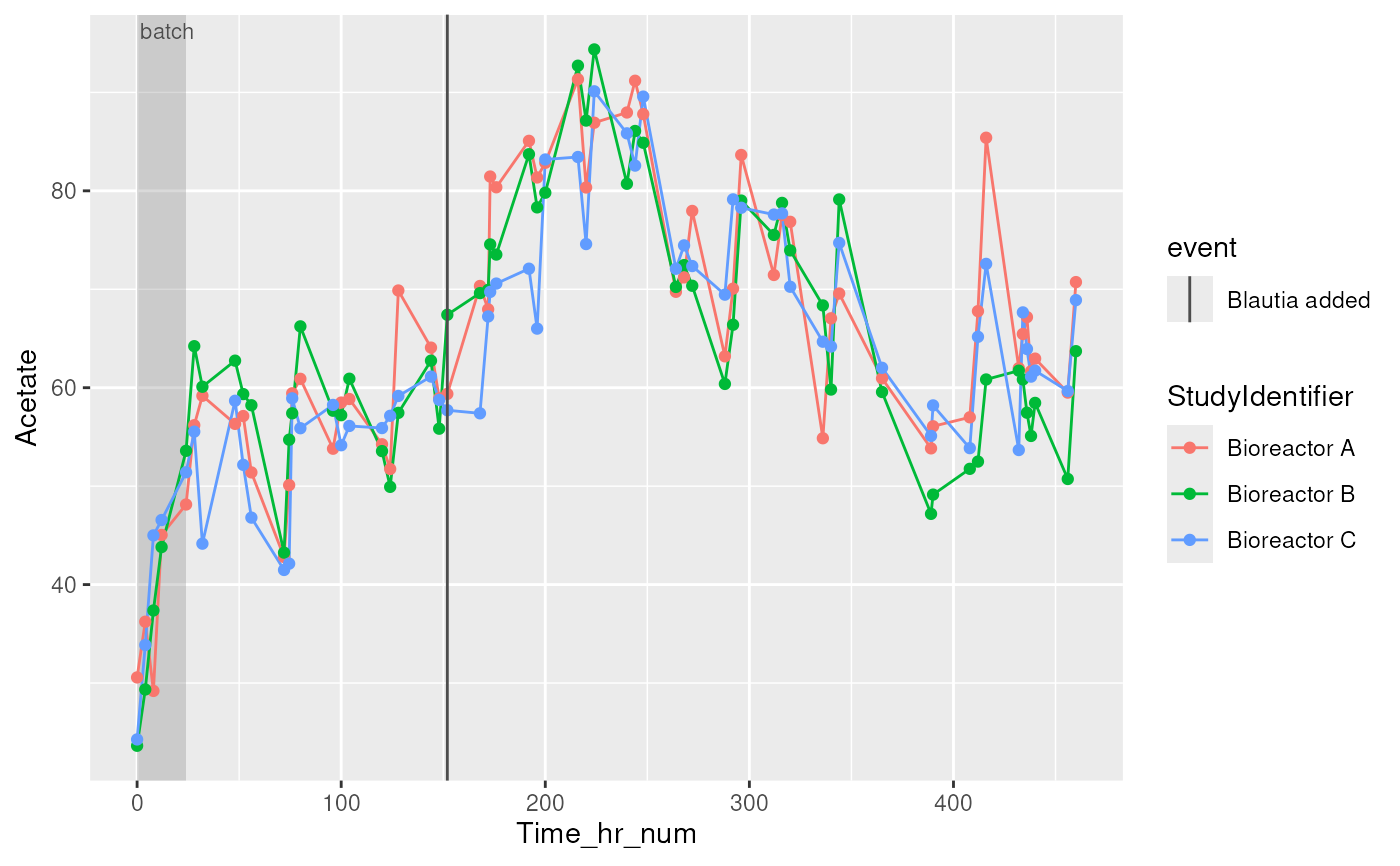 batch
80
60
40
Acetate
0
100
200
300
400
Time_hr_num
event
Blautia added
StudyIdentifier
Bioreactor A
Bioreactor B
Bioreactor C